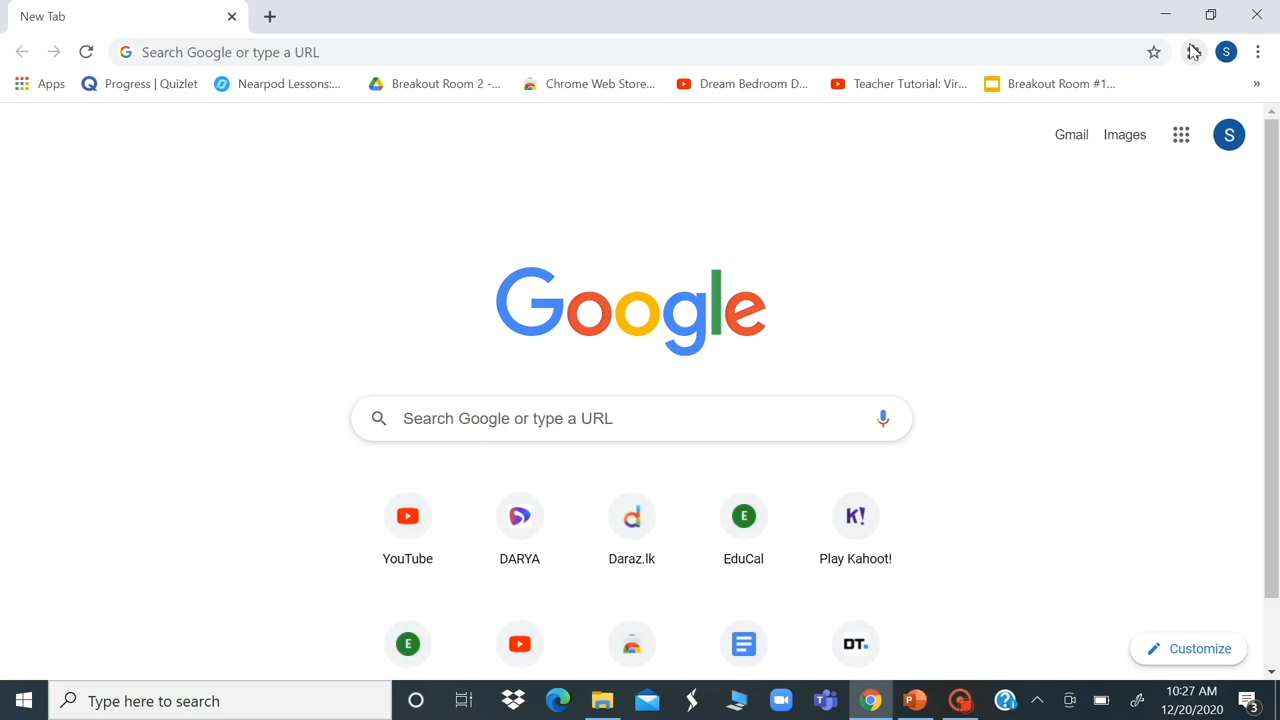 New Tab
Search Google or type a URL
S
Apps
Progress | Quizlet
Nearpod Lessons:...
Breakout Room 2 -...
Chrome Web Store...
Dream Bedroom D...
Teacher Tutorial: Vir...
Breakout Room #1...
»
Gmail
Images
S
Google
Search Google or type a URL
E
K!
YouTube
DARYA
Daraz.lk
EduCal
Play Kahoot!
E
DT.
Customize
Type here to search
10:27 AM
12/20/2020
3